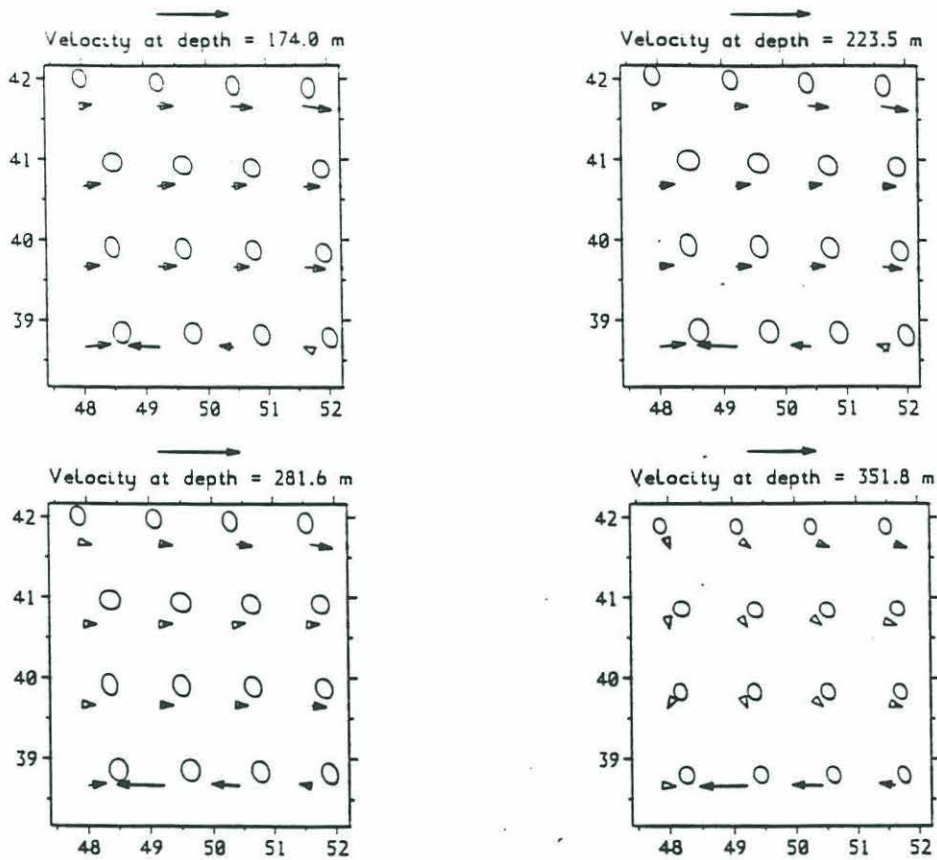 Velocity at depth = 174.0 m
42
41
40
39
48 49 50 51 52
Velocity at depth = 223.5 m
42
41
40
39
48 49 50 51 52
Velocity at depth = 281.6 m
42
41
40
39
48 49 50 51 52
Velocity at depth = 351.8 m
42
41
40
39
48 49 50 51 52